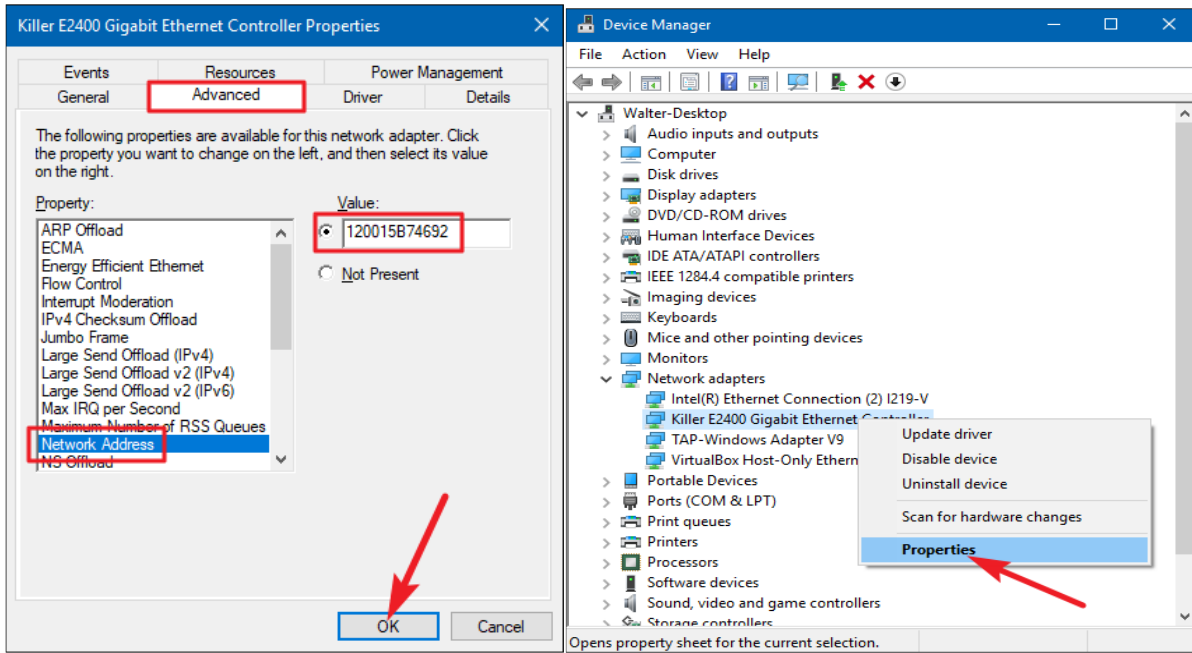 Killer E2400 Gigabit Ethernet Controller Properties
Events Resources Power Management
General Advanced Driver Details
The following properties are available for this network adapter. Click
the property you want to change on the left, and then select its value
on the right.
Property:
Value:
ARP Offload
ECMA
Energy Efficient Ethernet
Flow Control
Interrupt Moderation
IPv4 Checksum Offload
Jumbo Frame
Large Send Offload (IPv4)
Large Send Offload v2 (IPv4)
Large Send Offload v2 (IPv6)
Max IRQ per Second
Maximum Number of RSS Queues
Network Address
NS Offload
120015B74692
Not Present
OK Cancel
Device Manager
File Action View Help
Walter-Desktop
Audio inputs and outputs
Computer
Disk drives
Display adapters
DVD/CD-ROM drives
Human Interface Devices
IDE ATA/ATAPI controllers
IEEE 1284.4 compatible printers
Imaging devices
Keyboards
Mice and other pointing devices
Monitors
Network adapters
Intel(R) Ethernet Connection (2) I219-V
Killer E2400 Gigabit Ethernet Controller
TAP-Windows Adapter V9
VirtualBox Host-Only Ethern
Portable Devices
Ports (COM & LPT)
Print queues
Printers
Processors
Software devices
Sound, video and game controllers
Storage controllers
Update driver
Disable device
Uninstall device
Scan for hardware changes
Properties
Opens property sheet for the current selection.